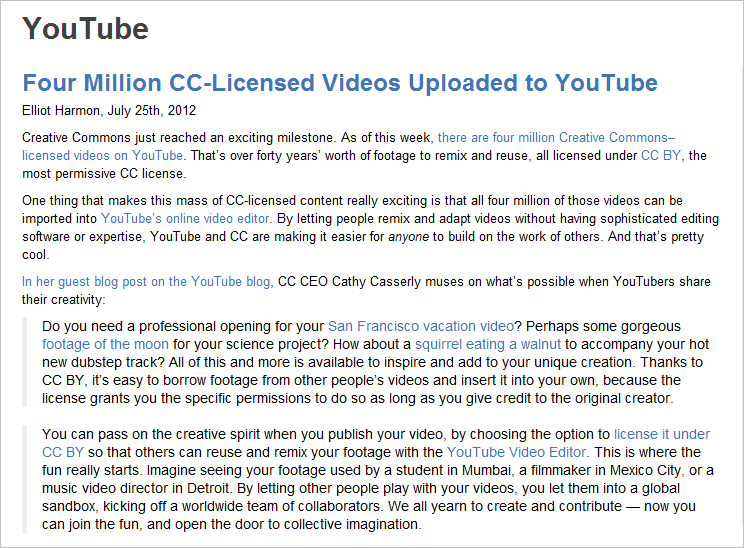 YouTube
Four Million CC-Licensed Videos Uploaded to YouTube
Elliot Harmon, July 25th, 2012
Creative Commons just reached an exciting milestone. As of this week, there are four million Creative Commons–
licensed videos on YouTube. That’s over forty years’ worth of footage to remix and reuse, all licensed under CC BY, the
most permissive CC license.
One thing that makes this mass of CC-licensed content really exciting is that all four million of those videos can be
imported into YouTube’s online video editor. By letting people remix and adapt videos without having sophisticated editing
software or expertise, YouTube and CC are making it easier for anyone to build on the work of others. And that’s pretty
cool.
In her guest blog post on the YouTube blog, CC CEO Cathy Casserly muses on what’s possible when YouTubers share
their creativity:
Do you need a professional opening for your San Francisco vacation video? Perhaps some gorgeous
footage of the moon for your science project? How about a squirrel eating a walnut to accompany your hot
new dubstep track? All of this and more is available to inspire and add to your unique creation. Thanks to
CC BY, it’s easy to borrow footage from other people’s videos and insert it into your own, because the
license grants you the specific permissions to do so as long as you give credit to the original creator.
You can pass on the creative spirit when you publish your video, by choosing the option to license it under
CC BY so that others can reuse and remix your footage with the YouTube Video Editor. This is where the
fun really starts. Imagine seeing your footage used by a student in Mumbai, a filmmaker in Mexico City, or a
music video director in Detroit. By letting other people play with your videos, you let them into a global
sandbox, kicking off a worldwide team of collaborators. We all yearn to create and contribute — now you
can join the fun, and open the door to collective imagination.